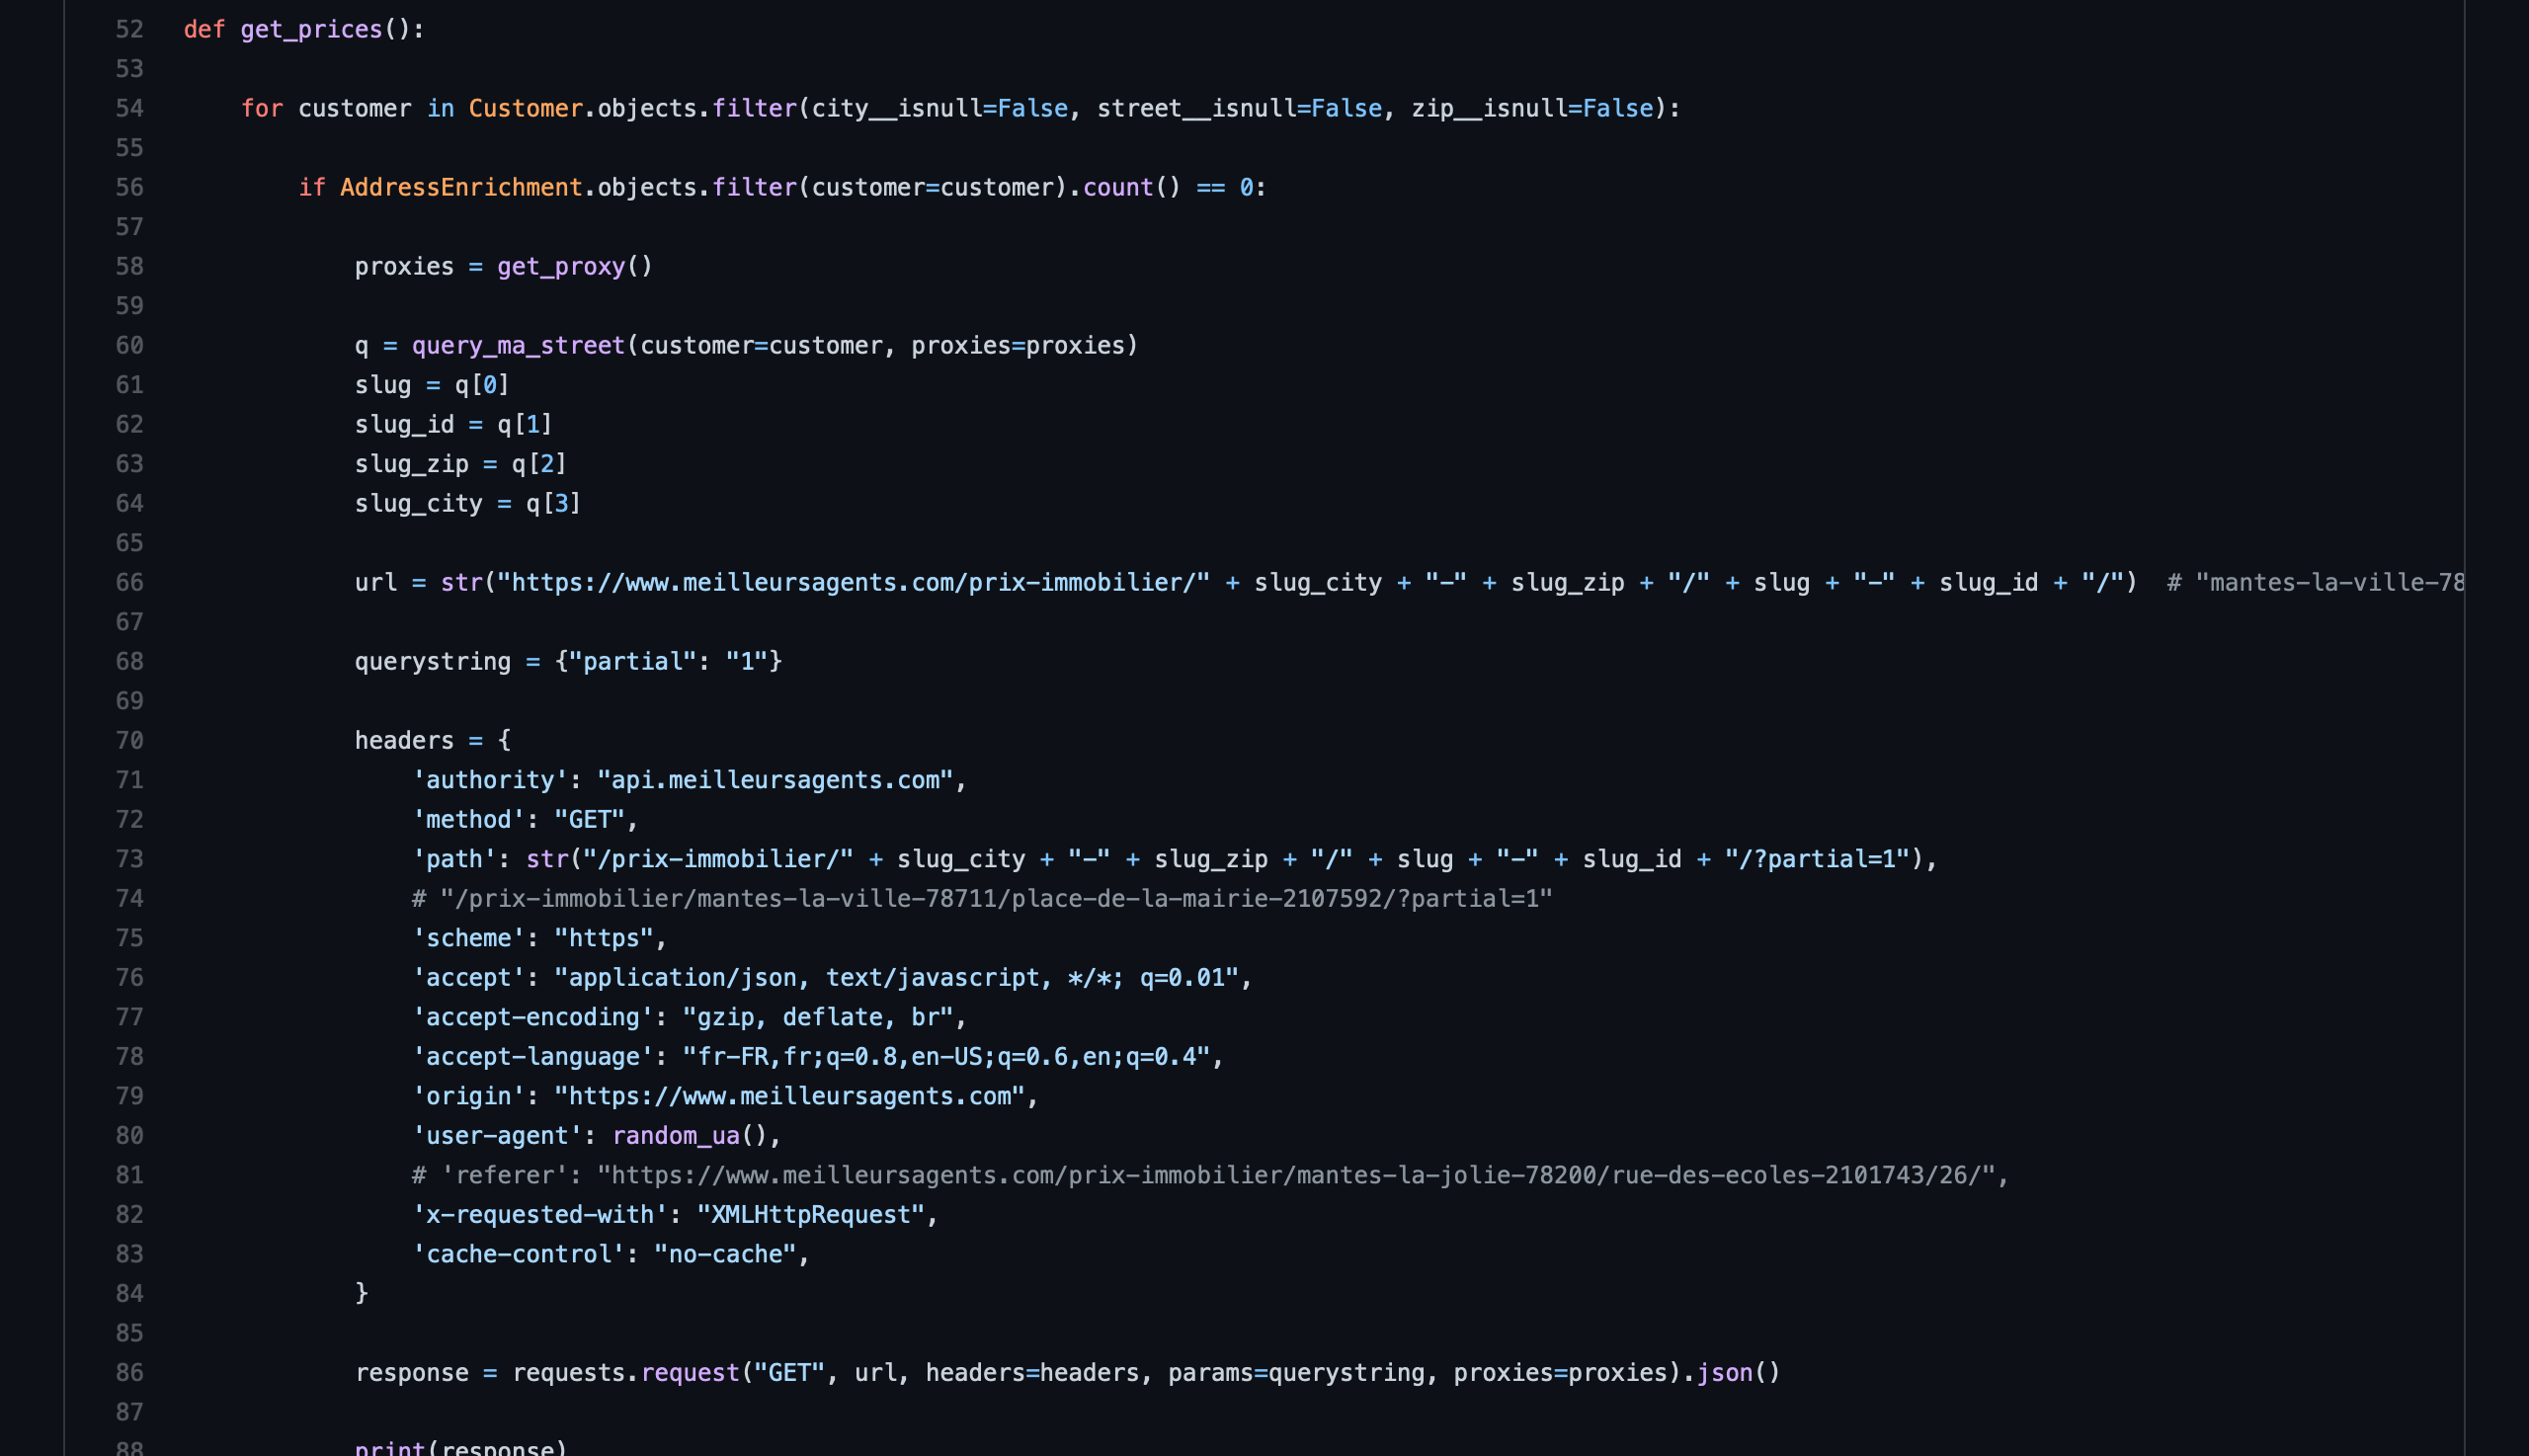 52 def get_prices():
53
54 for customer in Customer.objects.filter(city__isnull=False, street__isnull=False, zip__isnull=False):
55
56 if AddressEnrichment.objects.filter(customer=customer).count() == 0:
57
58 proxies = get_proxy()
59
60 q = query_ma_street(customer=customer, proxies=proxies)
61 slug = q[0]
62 slug_id = q[1]
63 slug_zip = q[2]
64 slug_city = q[3]
65
66 url = str("https://www.meilleursagents.com/prix-immobilier/" + slug_city + "-" + slug_zip + "/" + slug + "-" + slug_id + "/") # "mantes-la-ville-78
67
68 querystring = {"partial": "1"}
69
70 headers = {
71 'authority': "api.meilleursagents.com",
72 'method': "GET",
73 'path': str("/prix-immobilier/" + slug_city + "-" + slug_zip + "/" + slug + "-" + slug_id + "/?partial=1"),
74 # "/prix-immobilier/mantes-la-ville-78711/place-de-la-mairie-2107592/?partial=1"
75 'scheme': "https",
76 'accept': "application/json, text/javascript, */*; q=0.01",
77 'accept-encoding': "gzip, deflate, br",
78 'accept-language': "fr-FR,fr;q=0.8,en-US;q=0.6,en;q=0.4",
79 'origin': "https://www.meilleursagents.com",
80 'user-agent': random_ua(),
81 # 'referer': "https://www.meilleursagents.com/prix-immobilier/mantes-la-jolie-78200/rue-des-ecoles-2101743/26/",
82 'x-requested-with': "XMLHttpRequest",
83 'cache-control': "no-cache",
84 }
85
86 response = requests.request("GET", url, headers=headers, params=querystring, proxies=proxies).json()
87
88 print(response)